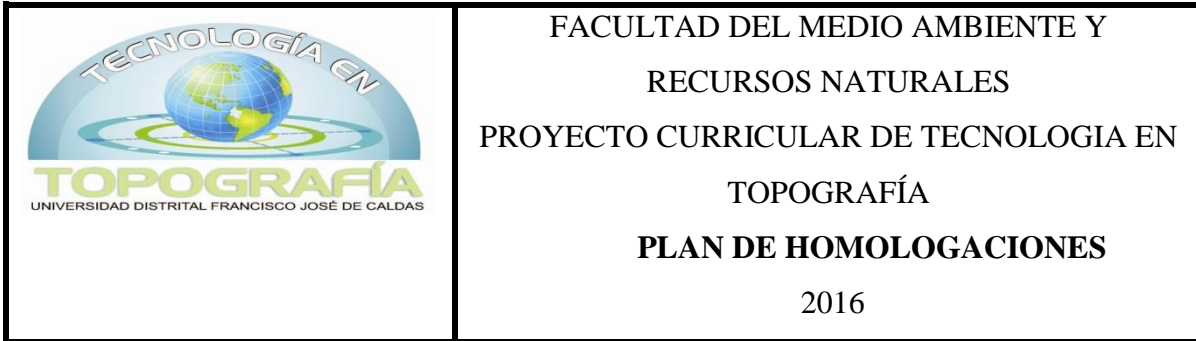 TECNOLOGÍA EN
TOPOGRAFÍA
UNIVERSIDAD DISTRITAL FRANCISCO JOSÉ DE CALDAS
FACULTAD DEL MEDIO AMBIENTE Y
RECURSOS NATURALES
PROYECTO CURRICULAR DE TECNOLOGIA EN
TOPOGRAFÍA
PLAN DE HOMOLOGACIONES
2016